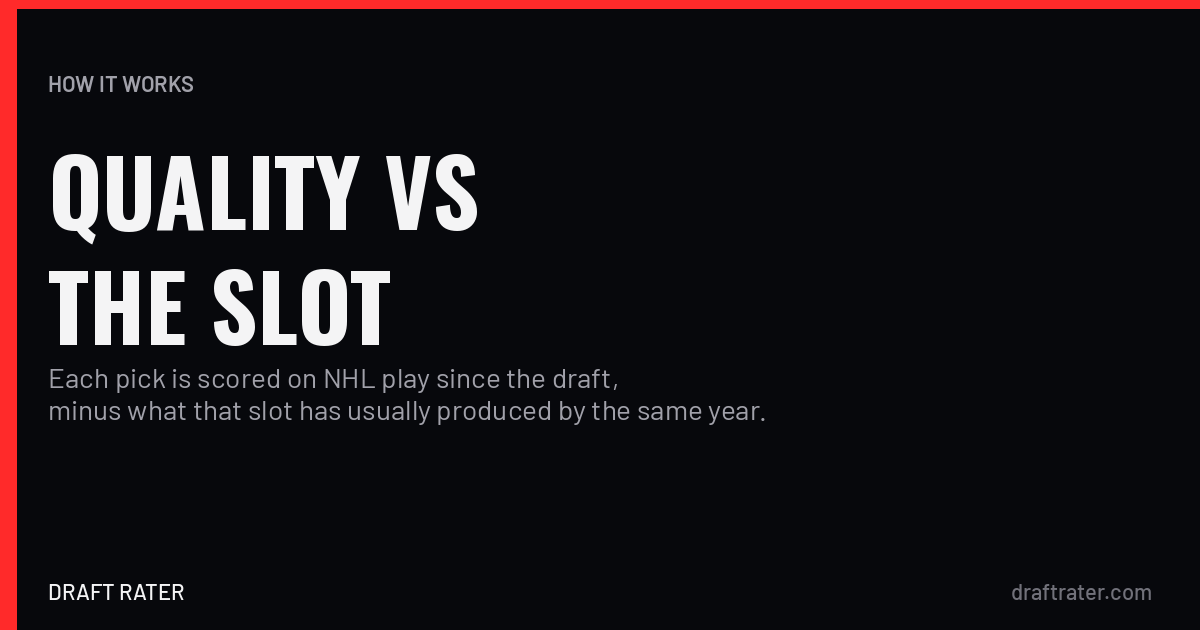 HOW IT WORKS
QUALITY VS
THE SLOT
Each pick is scored on NHL play since the draft,
minus what that slot has usually produced by the same year.
DRAFT RATER
draftrater.com